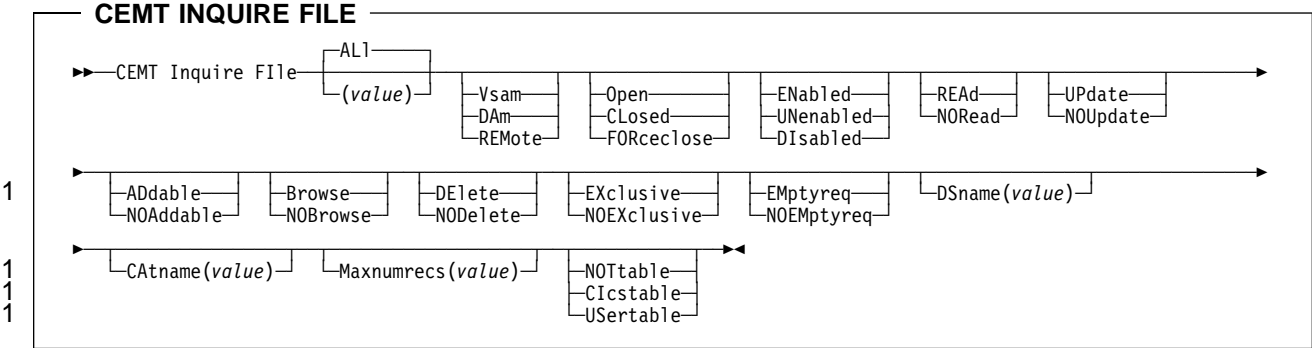 CEMT INQUIRE FILE
ALl
CEMT Inquire FIle
(value)
Vsam Open ENabled REAd UPdate
DAm CLosed UNenabled NORead NOUpdate
REMote FORceclose DIsabled
1 ADdable Browse DElete EXclusive EMptyreq DSname(value)
NOAddable NOBrowse NODelete NOEXclusive NOEMptyreq
1 CAtname(value) Maxnumrecs(value) NOTtable
1 CIcstable
1 USertable